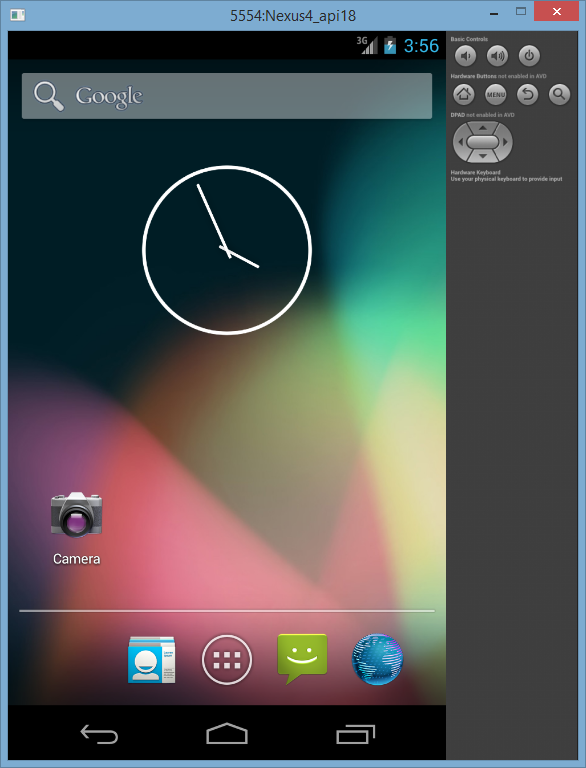 5554:Nexus4_api18
3G
3:56
Google
Camera
Basic Controls
Hardware Buttons not enabled in AVD
MENU
DPAD not enabled in AVD
Hardware Keyboard
Use your physical keyboard to provide input